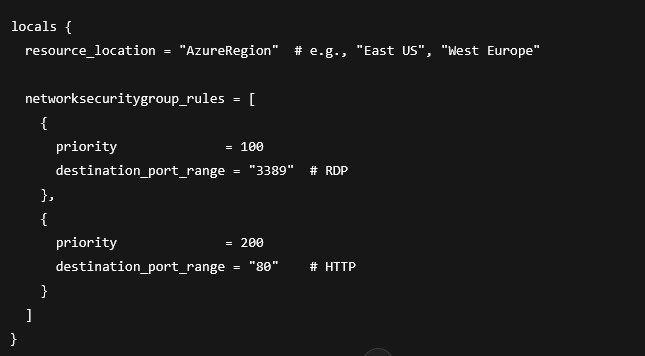 locals {
  resource_location = "AzureRegion"  # e.g., "East US", "West Europe"
  networksecuritygroup_rules = [
    {
      priority              = 100
      destination_port_range = "3389"  # RDP
    },
    {
      priority              = 200
      destination_port_range = "80"    # HTTP
    }
  ]
}